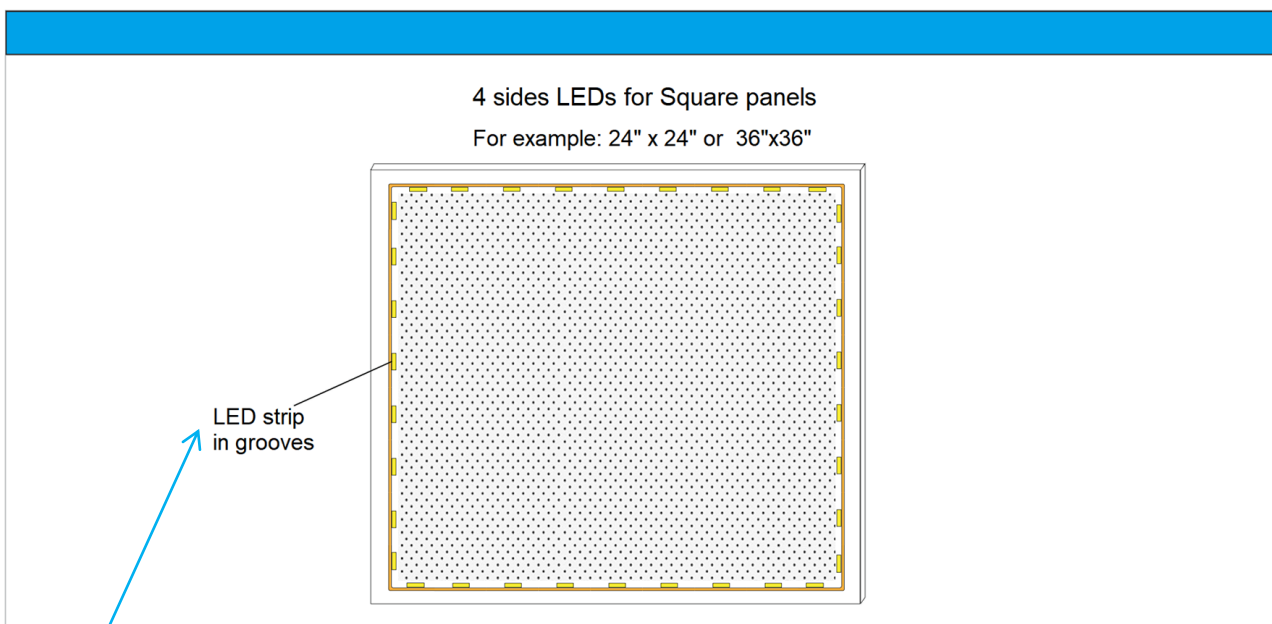 4 sides LEDs for Square panels
For example: 24" x 24" or 36"x36"
LED strip
in grooves